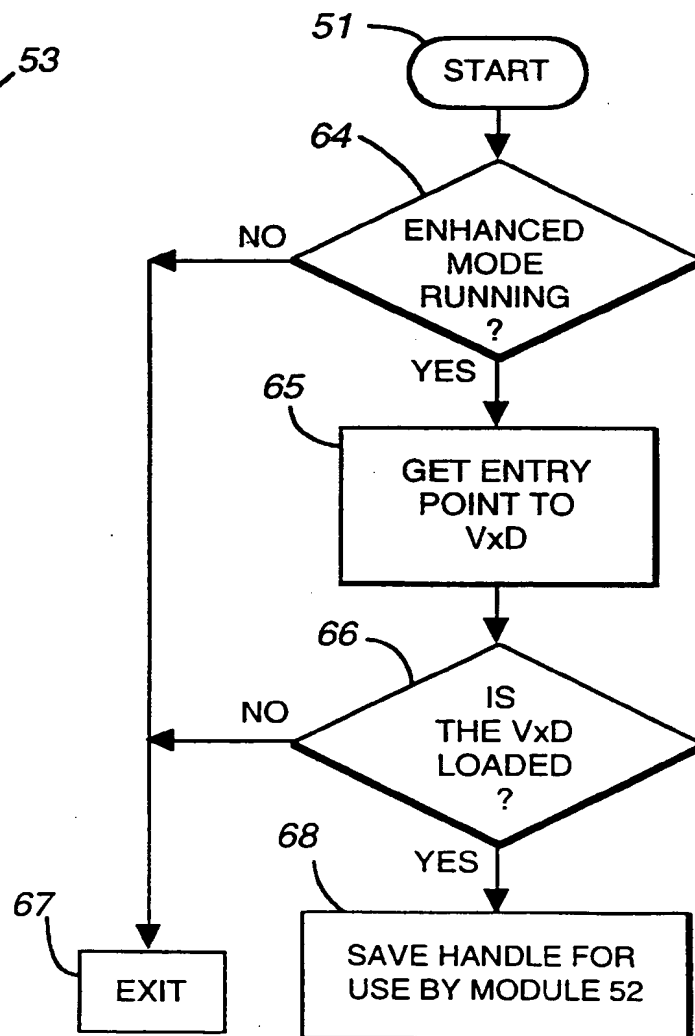 53
51
START
64
NO
ENHANCED
MODE
RUNNING
?
YES
65
GET ENTRY
POINT TO
VxD
66
NO
IS
THE VxD
LOADED
?
YES
68
67
EXIT
SAVE HANDLE FOR
USE BY MODULE 52